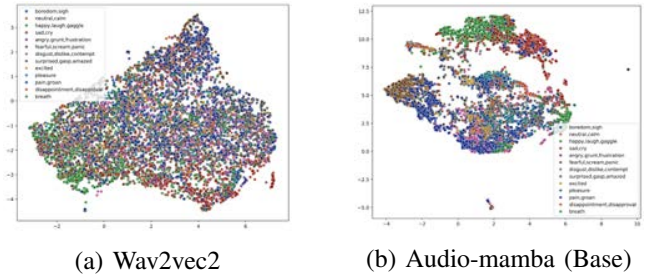 boredom,sigh
neutral,calm
happy,laugh,gaggle
sad,cry
angry,grunt,frustration
fearful,scream,panic
disgust,dislike,contempt
surprised,gasp,amazed
excited
pleasure
pain,groan
disappointment,disapproval
breath
3
2
1
0
−1
−2
−3
−4
−2
0
2
4
6
(a) Wav2vec2
12.5
10.0
7.5
5.0
2.5
0.0
−2.5
−5.0
boredom,sigh
neutral,calm
happy,laugh,gaggle
sad,cry
angry,grunt,frustration
fearful,scream,panic
disgust,dislike,contempt
surprised,gasp,amazed
excited
pleasure
pain,groan
disappointment,disapproval
breath
−4
−2
0
2
4
6
8
10
(b) Audio-mamba (Base)